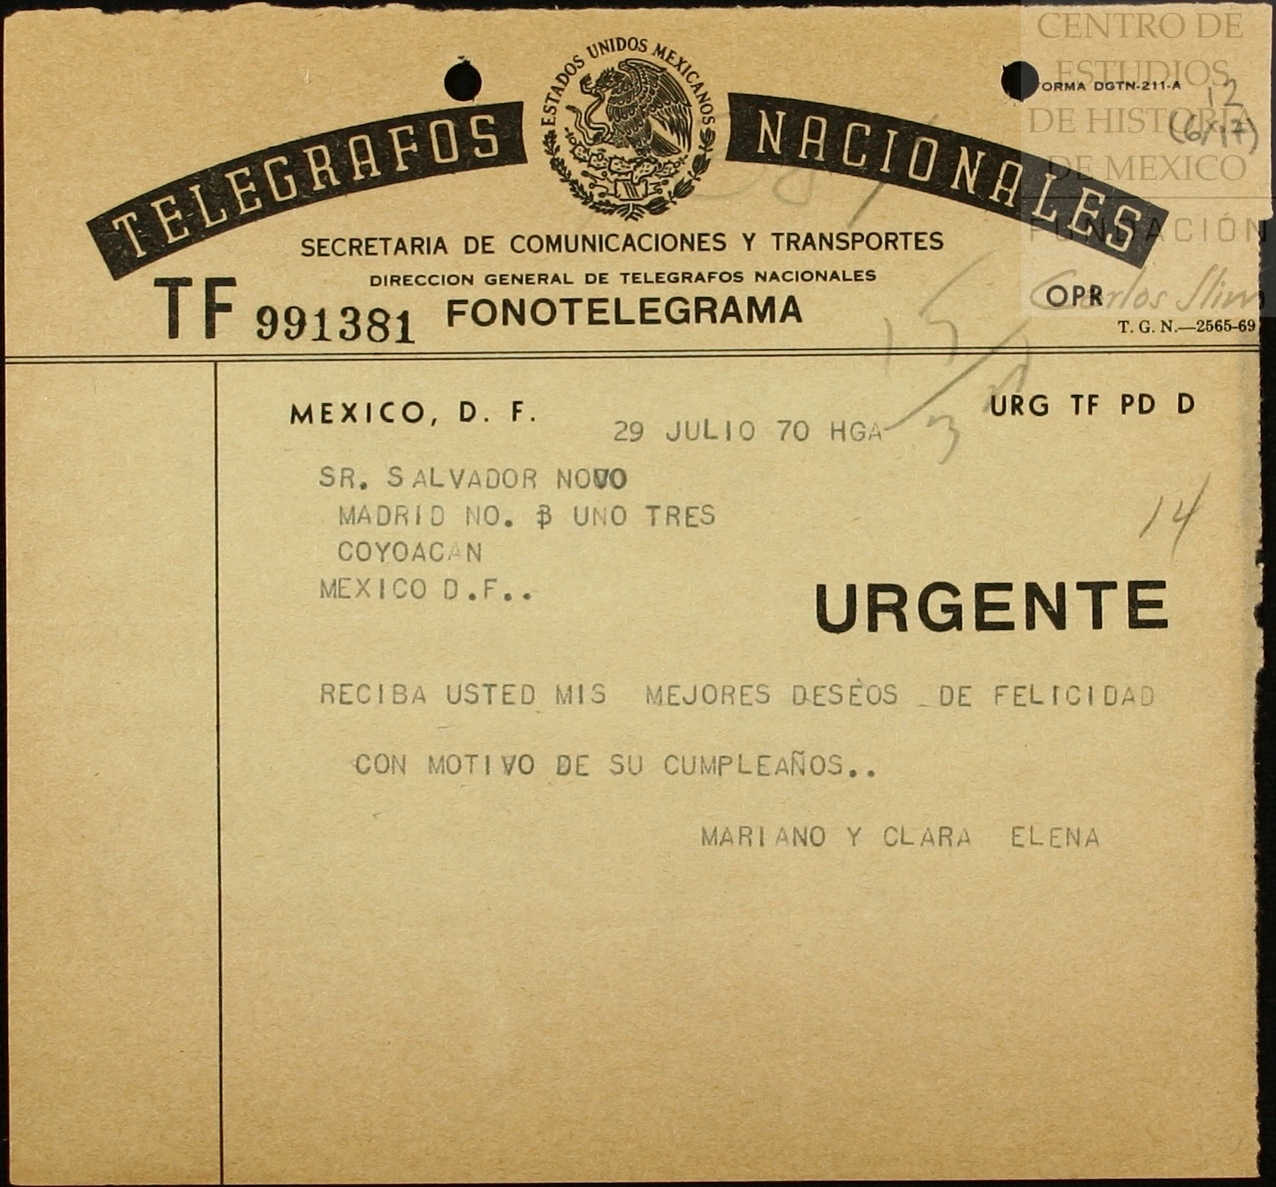 CENTRO DE
ESTUDIOS
DE HISTORIA
DE MEXICO
FUNDACIÓN
Carlos Slim
ESTADOS UNIDOS MEXICANOS
FORMA DGTN-211-A
12
(6x17)
TELEGRAFOS NACIONALES
SECRETARIA DE COMUNICACIONES Y TRANSPORTES
DIRECCION GENERAL DE TELEGRAFOS NACIONALES
TF 991381 FONOTELEGRAMA OPR
T. G. N.—2565-69
MEXICO, D. F. URG TF PD D
29 JULIO 70 HGA
SR. SALVADOR NOVO
MADRID NO. UNO TRES
COYOACAN
MEXICO D.F..
14
URGENTE
RECIBA USTED MIS MEJORES DESÈOS _DE FELICIDAD
CON MOTIVO DE SU CUMPLEAÑOS..
MARIANO Y CLARA ELENA